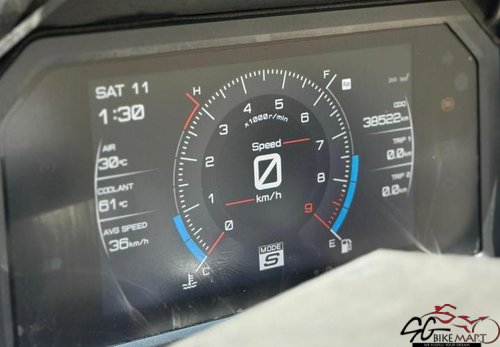 SAT 11
1:30
AIR
30°C
COOLANT
61°C
AVG SPEED
36km/h
H
F
0
1
2
3
4
5
6
7
8
9
x1000r/min
Speed
0
km/h
MODE
S
C
E
ODO
38522km
TRIP 1
0.0km
TRIP 2
0.0km
SG
BIKEMART